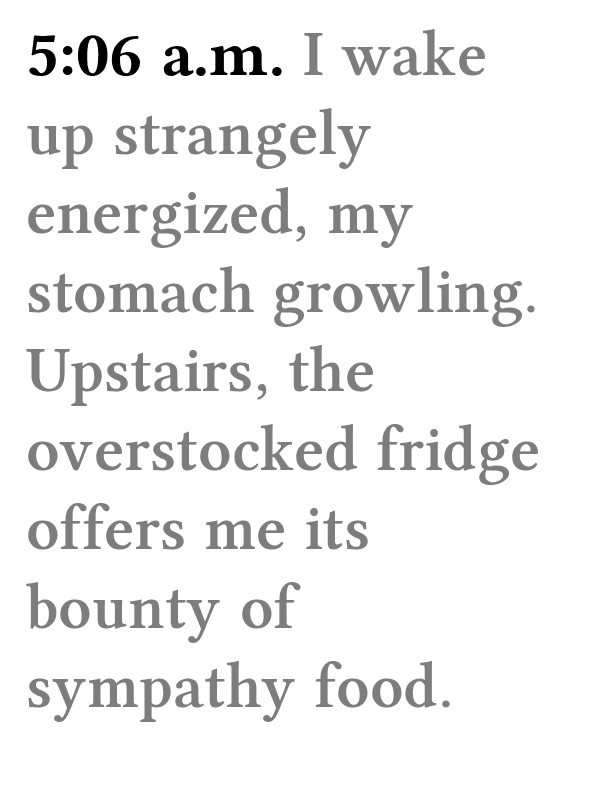 5:06 a.m. I wake
up strangely
energized, my
stomach growling.
Upstairs, the
overstocked fridge
offers me its
bounty of
sympathy food.